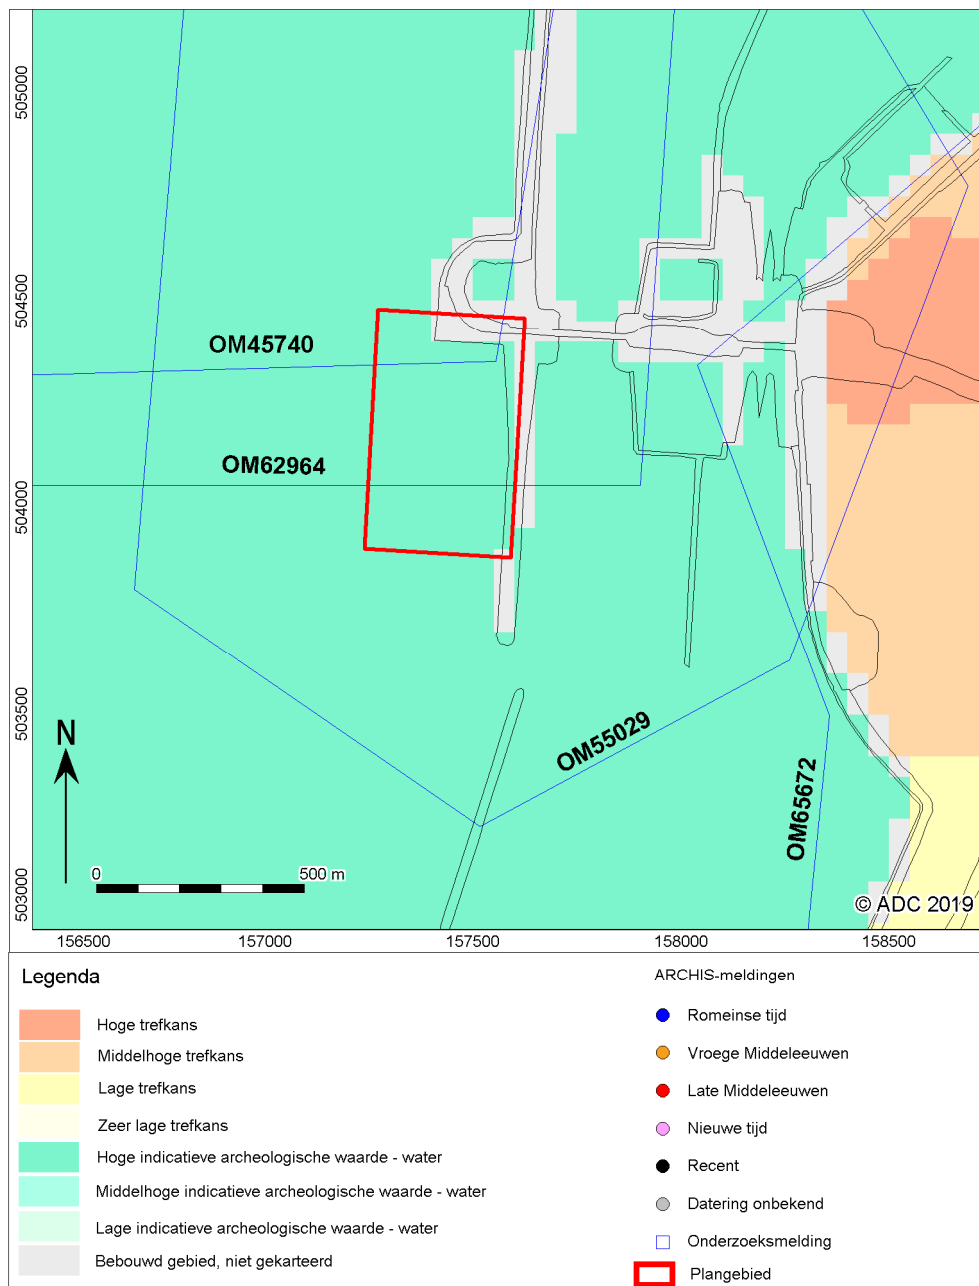 505000
504500
504000
503500
503000
OM45740
OM62964
OM55029
OM65672
N
0 500 m
© ADC 2019
156500 157000 157500 158000 158500
Legenda
Hoge trefkans
Middelhoge trefkans
Lage trefkans
Zeer lage trefkans
Hoge indicatieve archeologische waarde - water
Middelhoge indicatieve archeologische waarde - water
Lage indicatieve archeologische waarde - water
Bebouwd gebied, niet gekarteerd
ARCHIS-meldingen
Romeinse tijd
Vroege Middeleeuwen
Late Middeleeuwen
Nieuwe tijd
Recent
Datering onbekend
Onderzoeksmelding
Plangebied